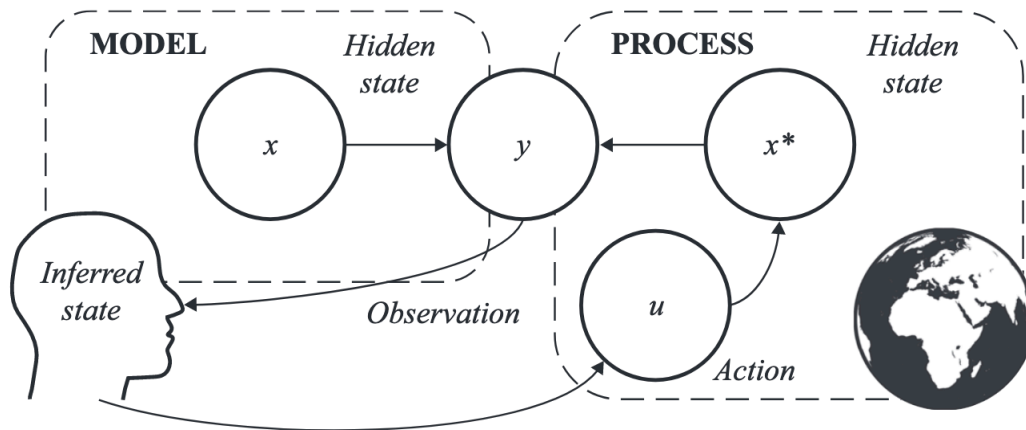 MODEL
Hidden
state
PROCESS
Hidden
state
x
y
x*
Inferred
state
Observation
u
Action